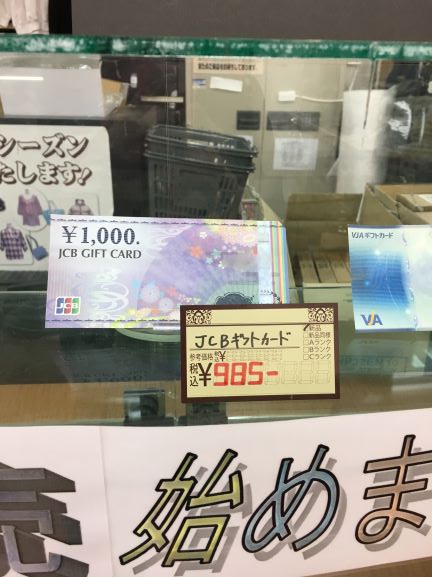 シーズン
たします!
¥1,000.
JCB GIFT CARD
JCB
VJAギフトカード
VJA
JCBギフトカード
参考価格
税込
¥985-
新品
新品同様
Aランク
Bランク
Cランク
売 始めま